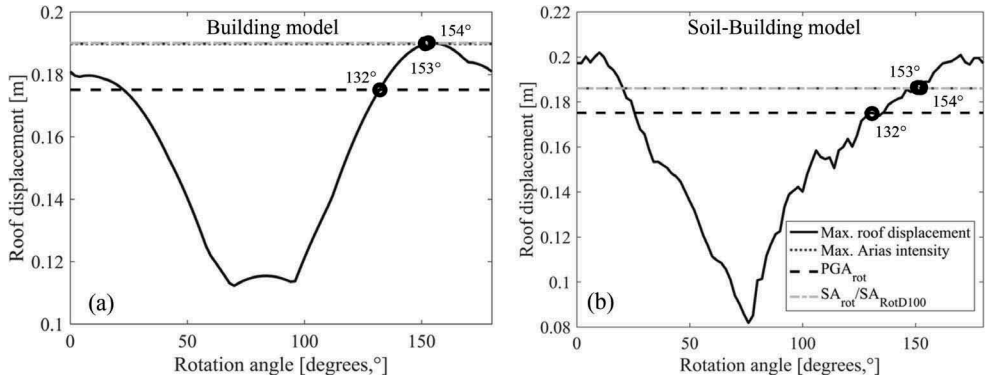 Building model
Roof displacement [m]
0.2
0.18
0.16
0.14
0.12
0.1
154°
153°
132°
(a)
0 50 100 150
Rotation angle [degrees,°]
Soil-Building model
Roof displacement [m]
0.22
0.2
0.18
0.16
0.14
0.12
0.1
0.08
153°
154°
132°
Max. roof displacement
Max. Arias intensity
PGArot
SArot/SARotD100
(b)
0 50 100 150
Rotation angle [degrees,°]